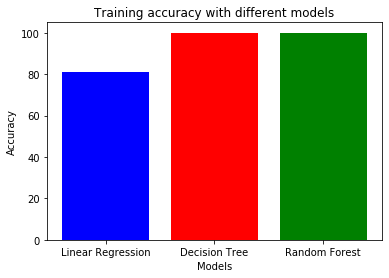 Training accuracy with different models
Accuracy
100
80
60
40
20
0
Linear Regression
Decision Tree
Random Forest
Models